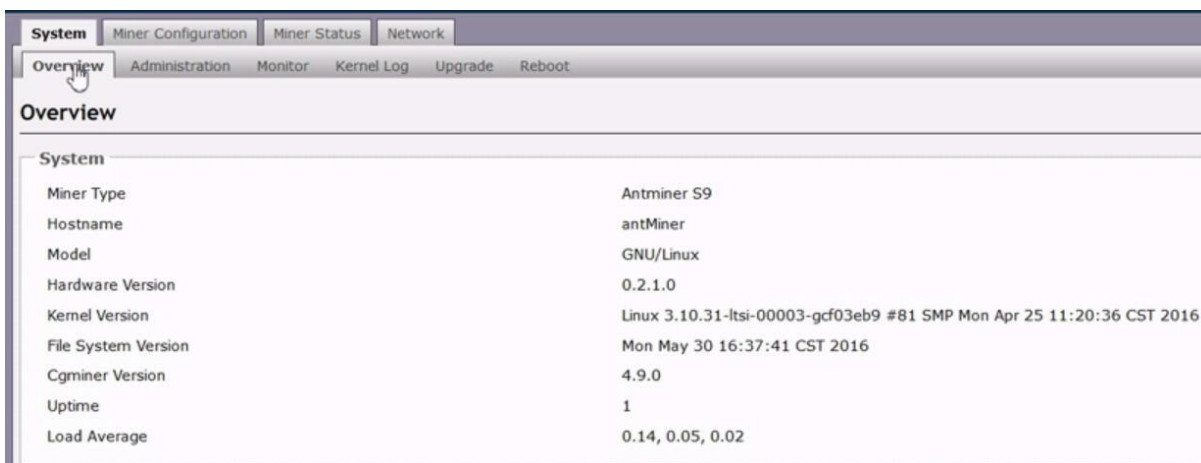 System Miner Configuration Miner Status Network
Overview Administration Monitor Kernel Log Upgrade Reboot
Overview
System
Miner Type Antminer S9
Hostname antMiner
Model GNU/Linux
Hardware Version 0.2.1.0
Kernel Version Linux 3.10.31-ltsi-00003-gcf03eb9 #81 SMP Mon Apr 25 11:20:36 CST 2016
File System Version Mon May 30 16:37:41 CST 2016
Cgminer Version 4.9.0
Uptime 1
Load Average 0.14, 0.05, 0.02